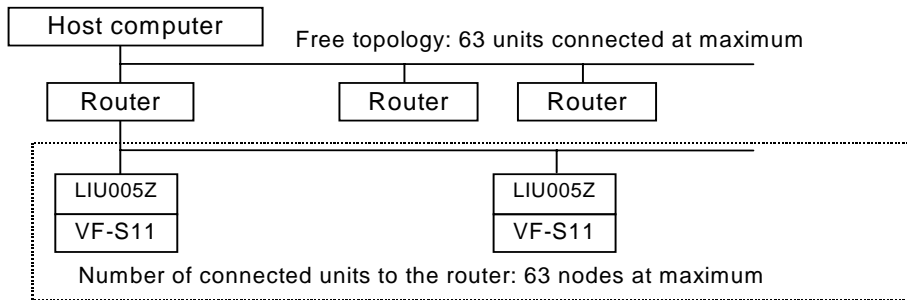 Host computer
Free topology: 63 units connected at maximum
Router
Router
Router
LIU005Z
LIU005Z
VF-S11
VF-S11
Number of connected units to the router: 63 nodes at maximum